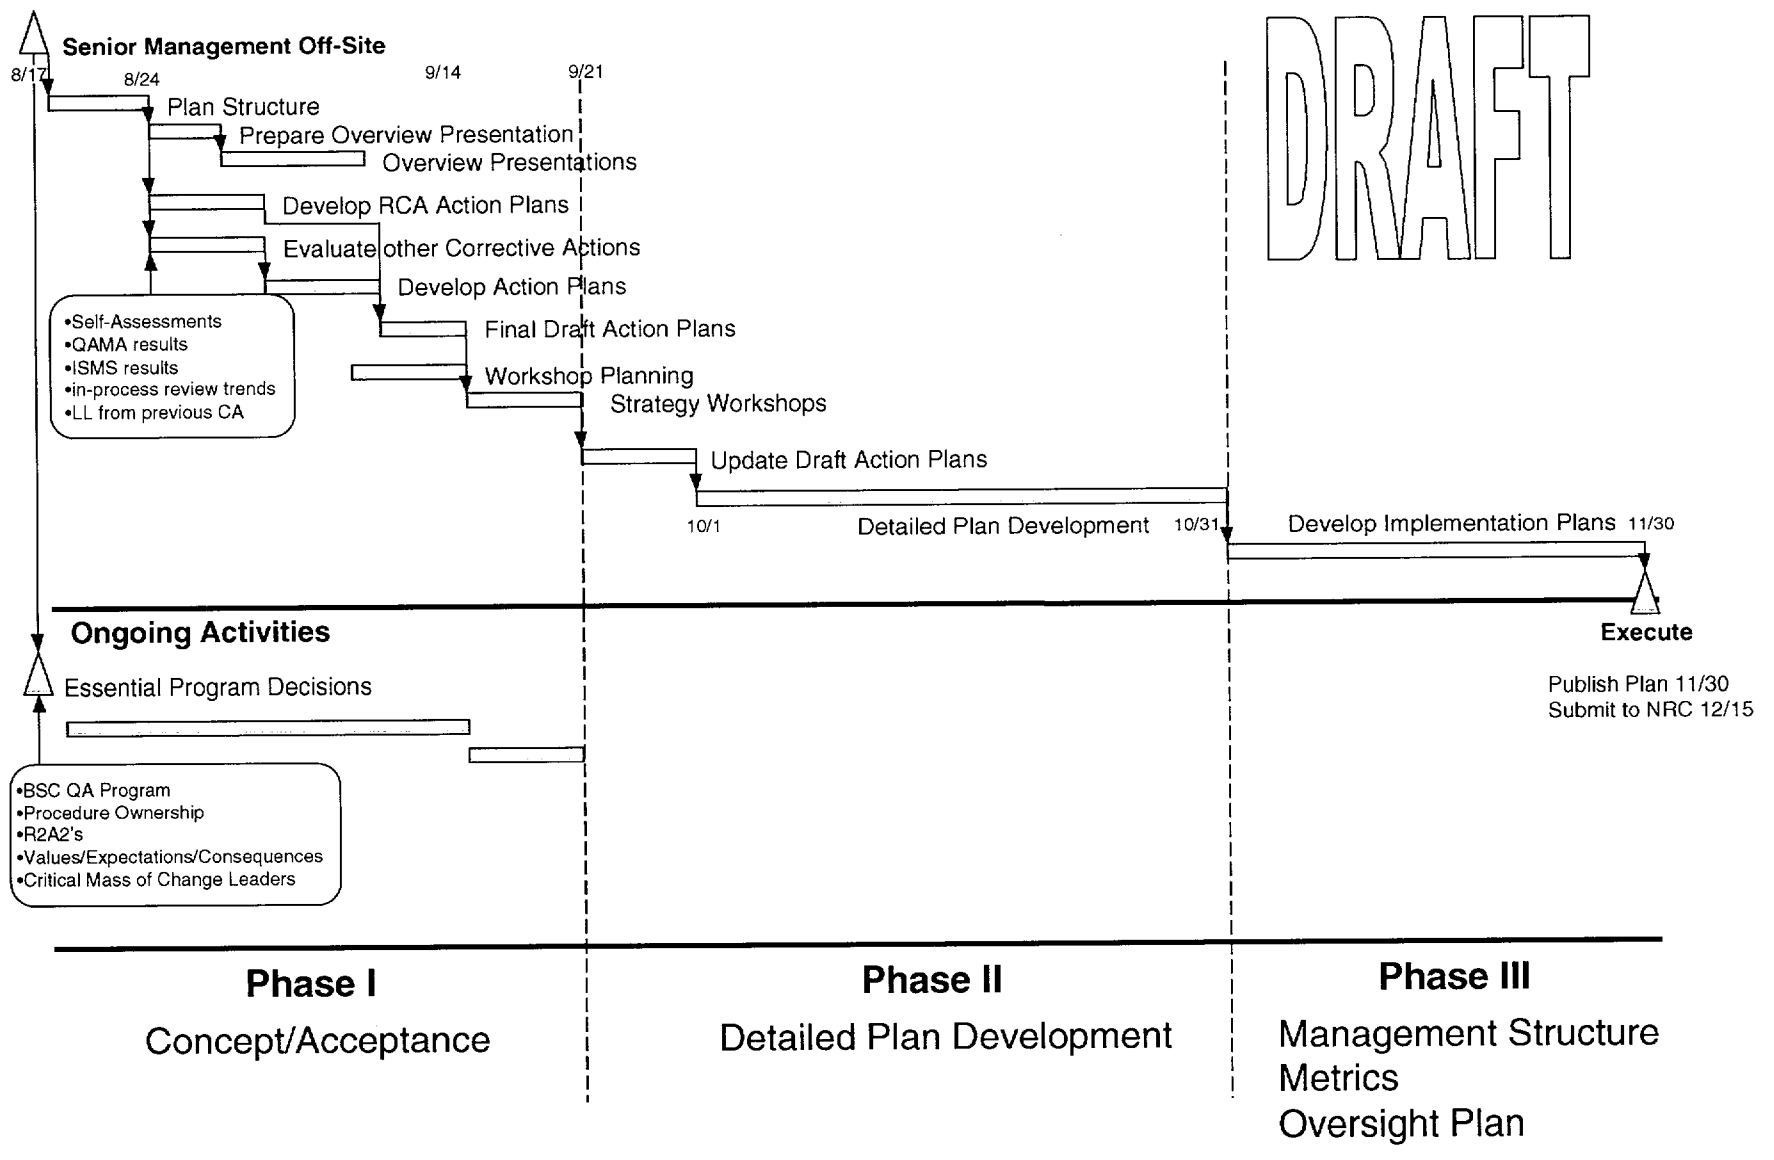 Senior Management Off-Site
8/17
8/24
9/14
9/21
DRAFT
Plan Structure
Prepare Overview Presentation
Overview Presentations
Develop RCA Action Plans
Evaluate other Corrective Actions
Develop Action Plans
•Self-Assessments
•QAMA results
•ISMS results
•in-process review trends
•LL from previous CA
Final Draft Action Plans
Workshop Planning
Strategy Workshops
Update Draft Action Plans
10/1
Detailed Plan Development
10/31
Develop Implementation Plans 11/30
Ongoing Activities
Execute
Essential Program Decisions
Publish Plan 11/30
Submit to NRC 12/15
•BSC QA Program
•Procedure Ownership
•R2A2's
•Values/Expectations/Consequences
•Critical Mass of Change Leaders
Phase I
Concept/Acceptance
Phase II
Detailed Plan Development
Phase III
Management Structure
Metrics
Oversight Plan